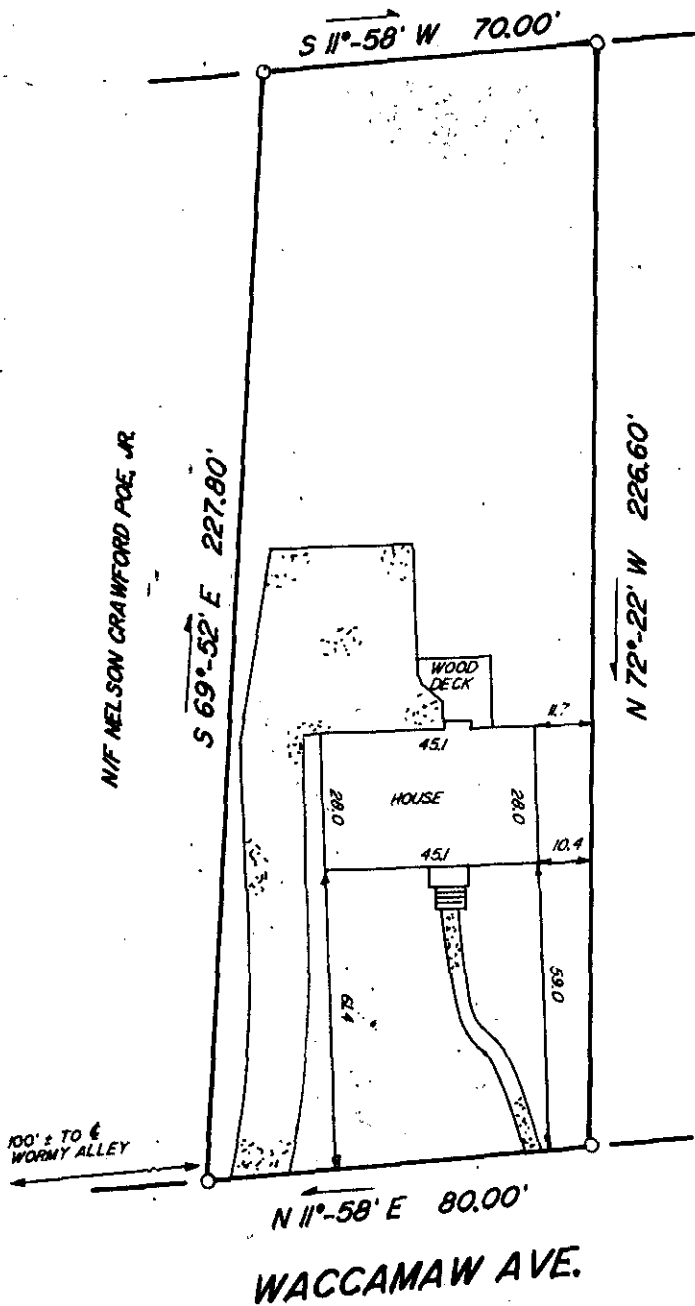 S 11°-58' W 70.00'
N/F NELSON CRAWFORD POE, JR.
S 69°-52' E 227.80'
N 72°-22' W 226.60'
WOOD
DECK
11.7
45.1
28.0
HOUSE
28.0
45.1
10.4
61.4
59.0
100' ± TO ℄
WORMY ALLEY
N 11°-58' E 80.00'
WACCAMAW AVE.